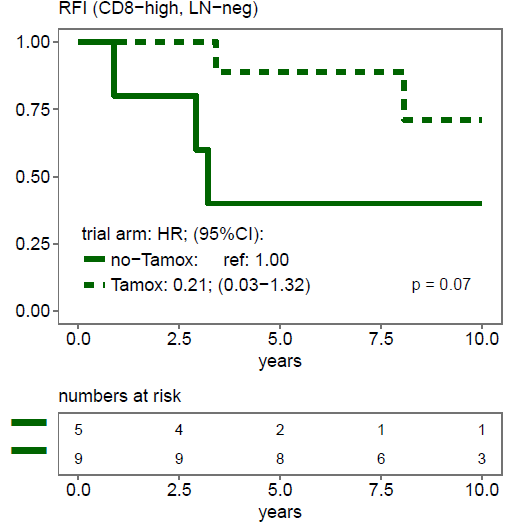 RFI (CD8−high, LN−neg)
1.00
0.75
0.50
0.25
0.00
trial arm: HR; (95%CI):
no−Tamox: ref: 1.00
Tamox: 0.21; (0.03−1.32)
p = 0.07
0.0 2.5 5.0 7.5 10.0
years
numbers at risk
5 4 2 1 1
9 9 8 6 3
0.0 2.5 5.0 7.5 10.0
years